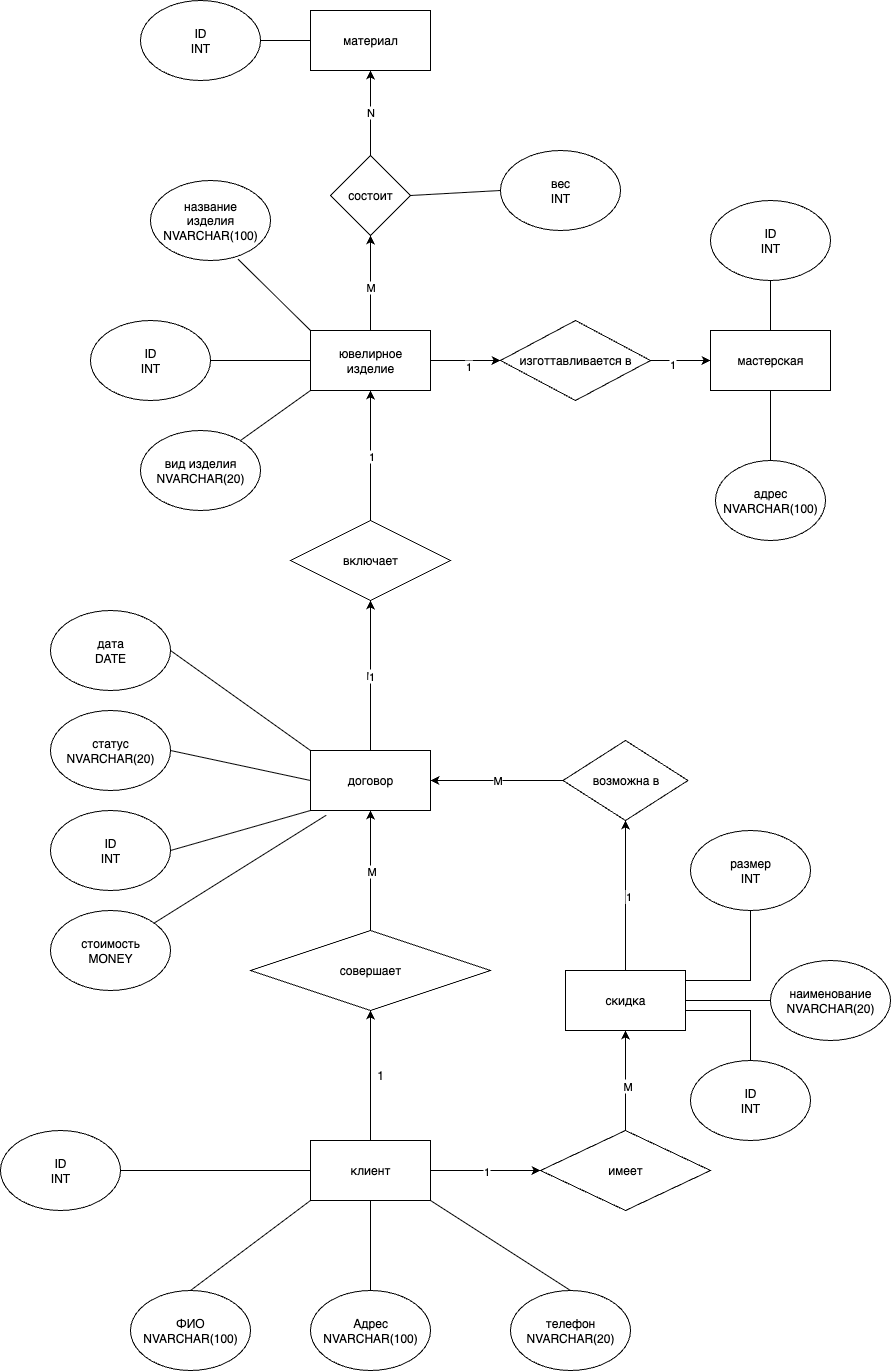 ID
INT
материал
N
состоит
вес
INT
название
изделия
NVARCHAR(100)
ID
INT
M
ID
INT
ювелирное
изделие
1
изготтавливается в
1
мастерская
вид изделия
NVARCHAR(20)
1
адрес
NVARCHAR(100)
включает
дата
DATE
1
статус
NVARCHAR(20)
договор
M
возможна в
ID
INT
M
размер
INT
1
стоимость
MONEY
совершает
скидка
наименование
NVARCHAR(20)
1
M
ID
INT
ID
INT
клиент
1
имеет
ФИО
NVARCHAR(100)
Адрес
NVARCHAR(100)
телефон
NVARCHAR(20)